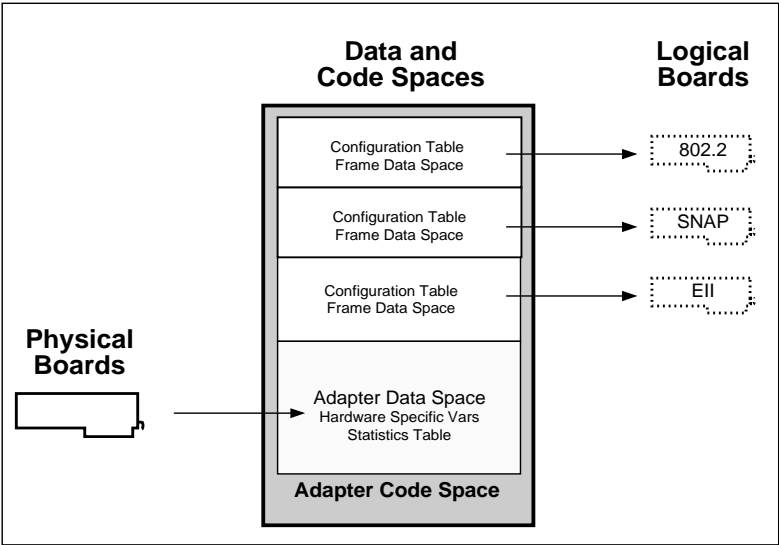 Data and
Code Spaces
Logical
Boards
Configuration Table
Frame Data Space
802.2
Configuration Table
Frame Data Space
SNAP
Configuration Table
Frame Data Space
EII
Physical
Boards
Adapter Data Space
Hardware Specific Vars
Statistics Table
Adapter Code Space